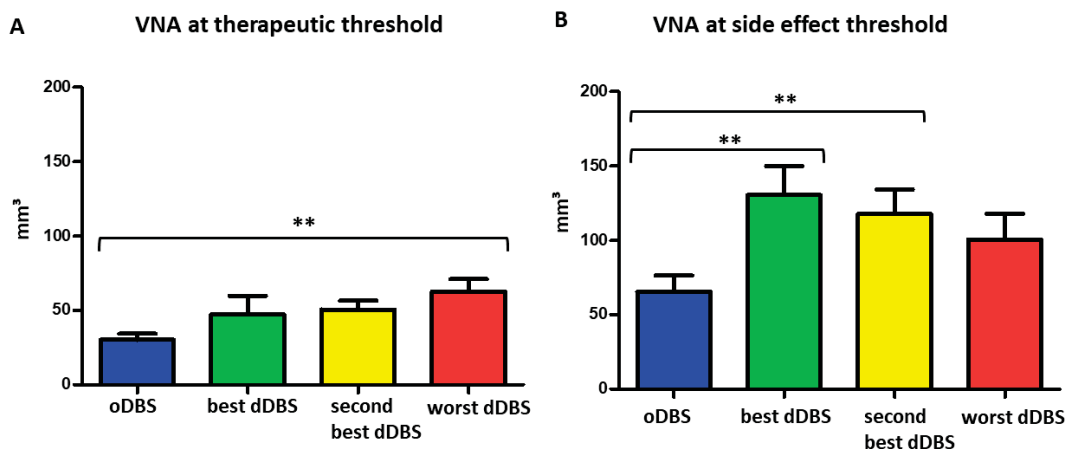 A
VNA at therapeutic threshold
200
150
100
50
0
mm³
**
oDBS
best dDBS
second
best dDBS
worst dDBS
B
VNA at side effect threshold
200
150
100
50
0
mm³
**
**
oDBS
best dDBS
second
best dDBS
worst dDBS